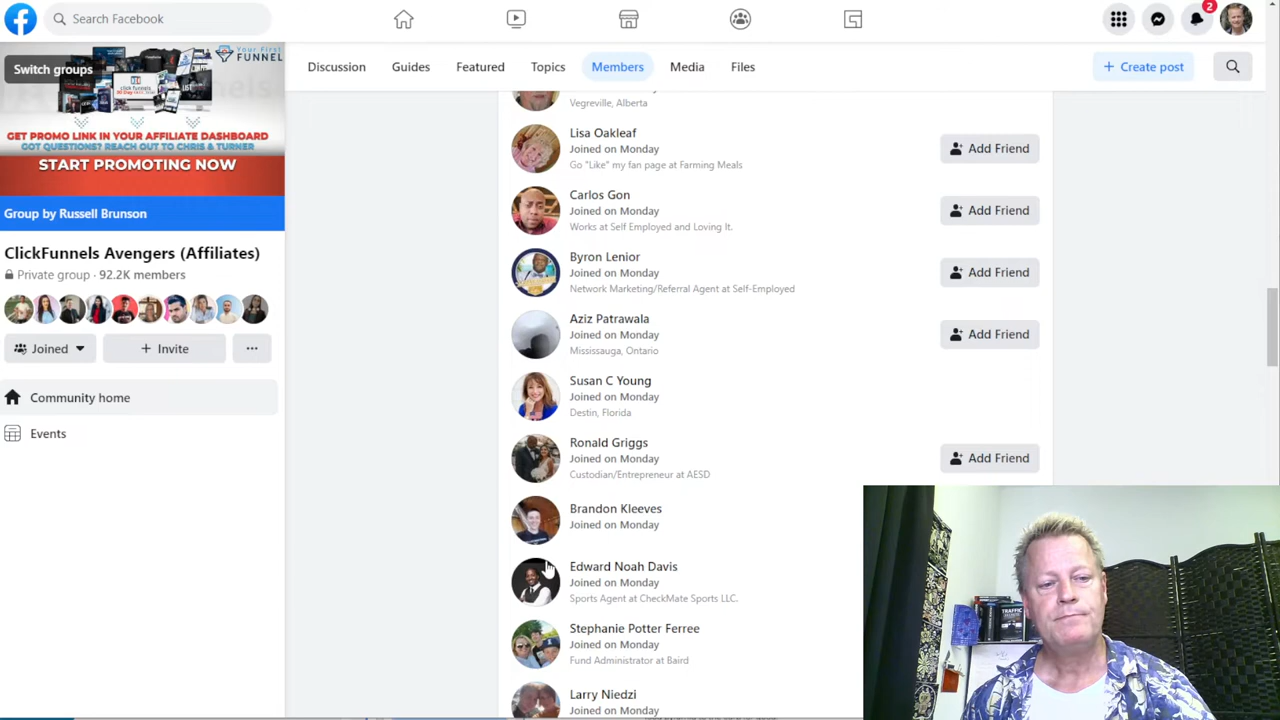 Search Facebook
2
YOUR FIRST
FUNNEL
Switch groups
GET PROMO LINK IN YOUR AFFILIATE DASHBOARD
GOT QUESTIONS? REACH OUT TO CHRIS & TURNER
START PROMOTING NOW
Group by Russell Brunson
ClickFunnels Avengers (Affiliates)
Private group · 92.2K members
Joined
+ Invite
Community home
Events
Discussion
Guides
Featured
Topics
Members
Media
Files
+ Create post
Vegreville, Alberta
Lisa Oakleaf
Joined on Monday
Go "Like" my fan page at Farming Meals
Add Friend
Carlos Gon
Joined on Monday
Works at Self Employed and Loving It.
Add Friend
Byron Lenior
Joined on Monday
Network Marketing/Referral Agent at Self-Employed
Add Friend
Aziz Patrawala
Joined on Monday
Mississauga, Ontario
Add Friend
Susan C Young
Joined on Monday
Destin, Florida
Ronald Griggs
Joined on Monday
Custodian/Entrepreneur at AESD
Add Friend
Brandon Kleeves
Joined on Monday
Edward Noah Davis
Joined on Monday
Sports Agent at CheckMate Sports LLC.
Stephanie Potter Ferree
Joined on Monday
Fund Administrator at Baird
Larry Niedzi
Joined on Monday
TRAFFIC